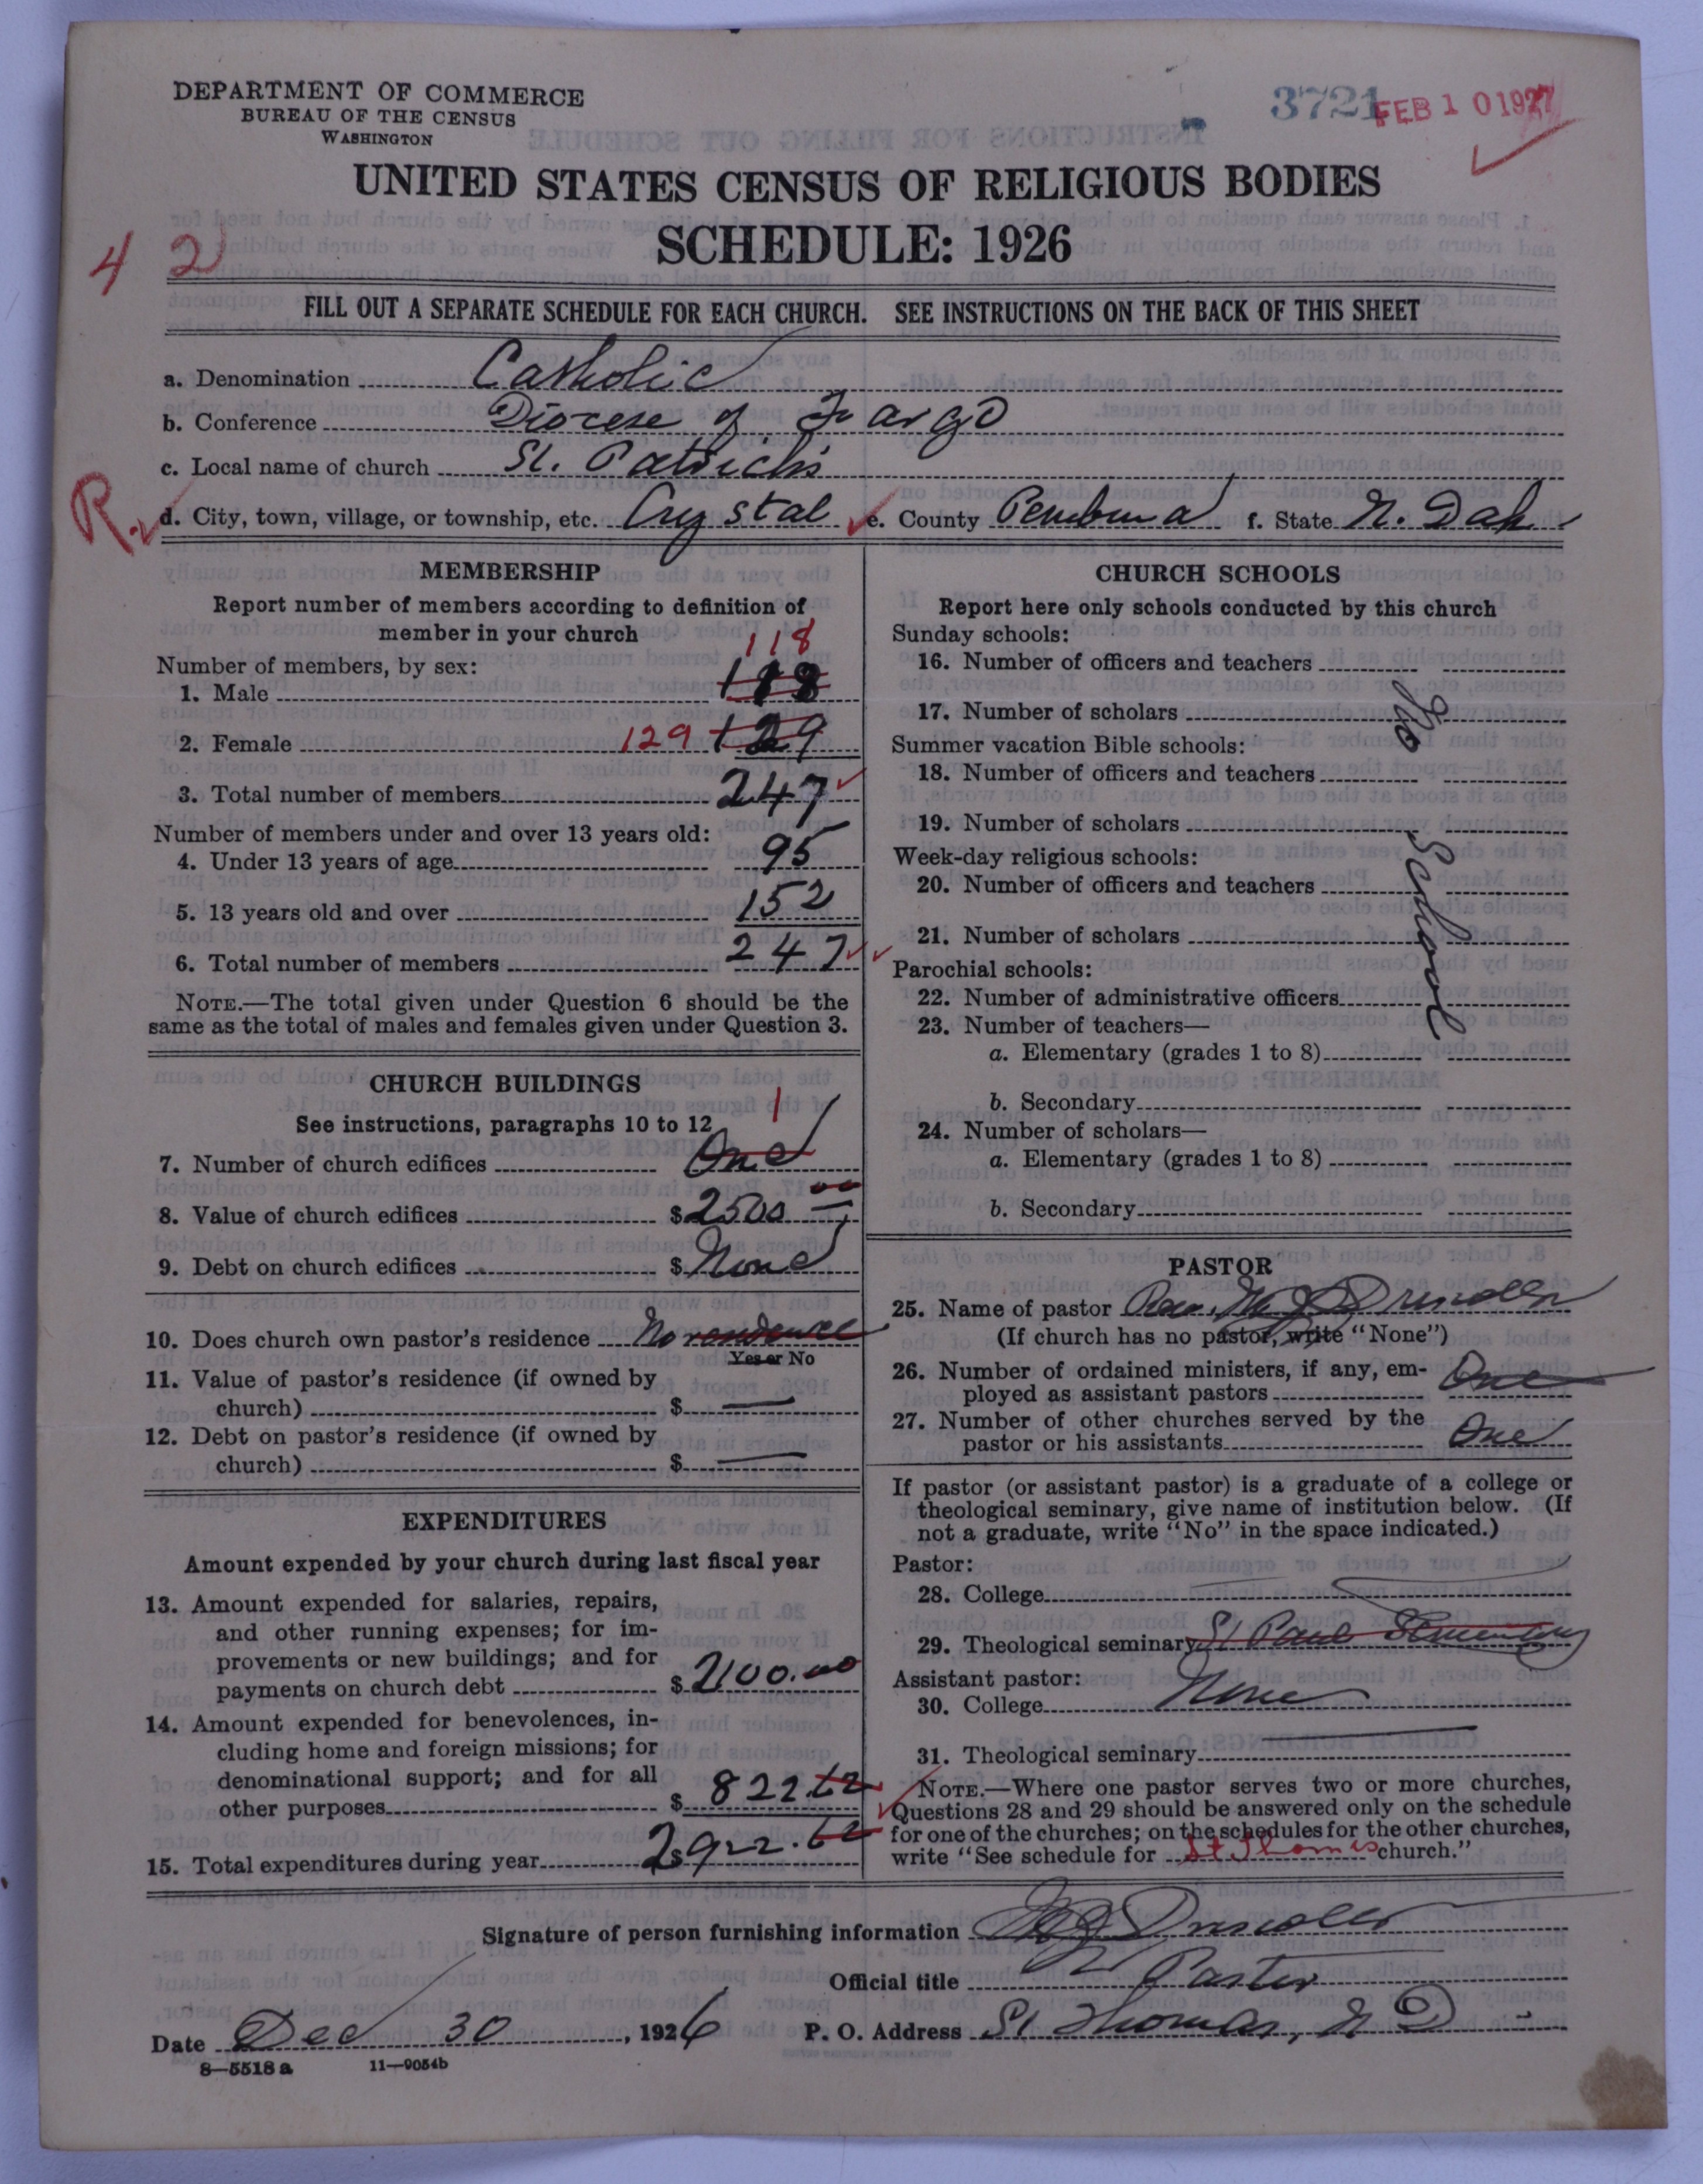 DEPARTMENT OF COMMERCE
BUREAU OF THE CENSUS
WASHINGTON
3721
FEB 10 1927
UNITED STATES CENSUS OF RELIGIOUS BODIES
SCHEDULE: 1926
4 2
FILL OUT A SEPARATE SCHEDULE FOR EACH CHURCH. SEE INSTRUCTIONS ON THE BACK OF THIS SHEET
a. Denomination Catholic
b. Conference Diocese of Fargo
c. Local name of church St. Patrick's
R. d. City, town, village, or township, etc. Crystal e. County Pembina f. State N. Dak
MEMBERSHIP
Report number of members according to definition of
member in your church
Number of members, by sex:
118
1. Male 118
2. Female 129 129
3. Total number of members 247
Number of members under and over 13 years old:
4. Under 13 years of age 95
5. 13 years old and over 152
6. Total number of members 247
NOTE.—The total given under Question 6 should be the
same as the total of males and females given under Question 3.
CHURCH BUILDINGS
See instructions, paragraphs 10 to 12
1
7. Number of church edifices One
8. Value of church edifices $2500 00
9. Debt on church edifices $ None
10. Does church own pastor's residence No residence
Yes or No
11. Value of pastor's residence (if owned by
church) $ —
12. Debt on pastor's residence (if owned by
church) $ —
EXPENDITURES
Amount expended by your church during last fiscal year
13. Amount expended for salaries, repairs,
and other running expenses; for im-
provements or new buildings; and for
payments on church debt $2100.00
14. Amount expended for benevolences, in-
cluding home and foreign missions; for
denominational support; and for all
other purposes $ 822.62
15. Total expenditures during year $2922.62
CHURCH SCHOOLS
Report here only schools conducted by this church
Sunday schools:
16. Number of officers and teachers
17. Number of scholars
Summer vacation Bible schools:
18. Number of officers and teachers
19. Number of scholars
Week-day religious schools:
20. Number of officers and teachers
21. Number of scholars
Parochial schools:
22. Number of administrative officers
23. Number of teachers—
a. Elementary (grades 1 to 8)
b. Secondary
24. Number of scholars—
a. Elementary (grades 1 to 8)
b. Secondary
No School
PASTOR
25. Name of pastor Rev. M J Driscoll
(If church has no pastor, write "None")
26. Number of ordained ministers, if any, em-
ployed as assistant pastors One
27. Number of other churches served by the
pastor or his assistants One
If pastor (or assistant pastor) is a graduate of a college or
theological seminary, give name of institution below. (If
not a graduate, write "No" in the space indicated.)
Pastor:
28. College
29. Theological seminary St Paul Seminary
Assistant pastor:
30. College None
31. Theological seminary
NOTE.—Where one pastor serves two or more churches,
Questions 28 and 29 should be answered only on the schedule
for one of the churches; on the schedules for the other churches,
write "See schedule for St Thomas church."
Signature of person furnishing information M J Driscoll
Official title Pastor
Date Dec 30, 1926 P. O. Address St Thomas, N D
8—5518 a 11—9054b